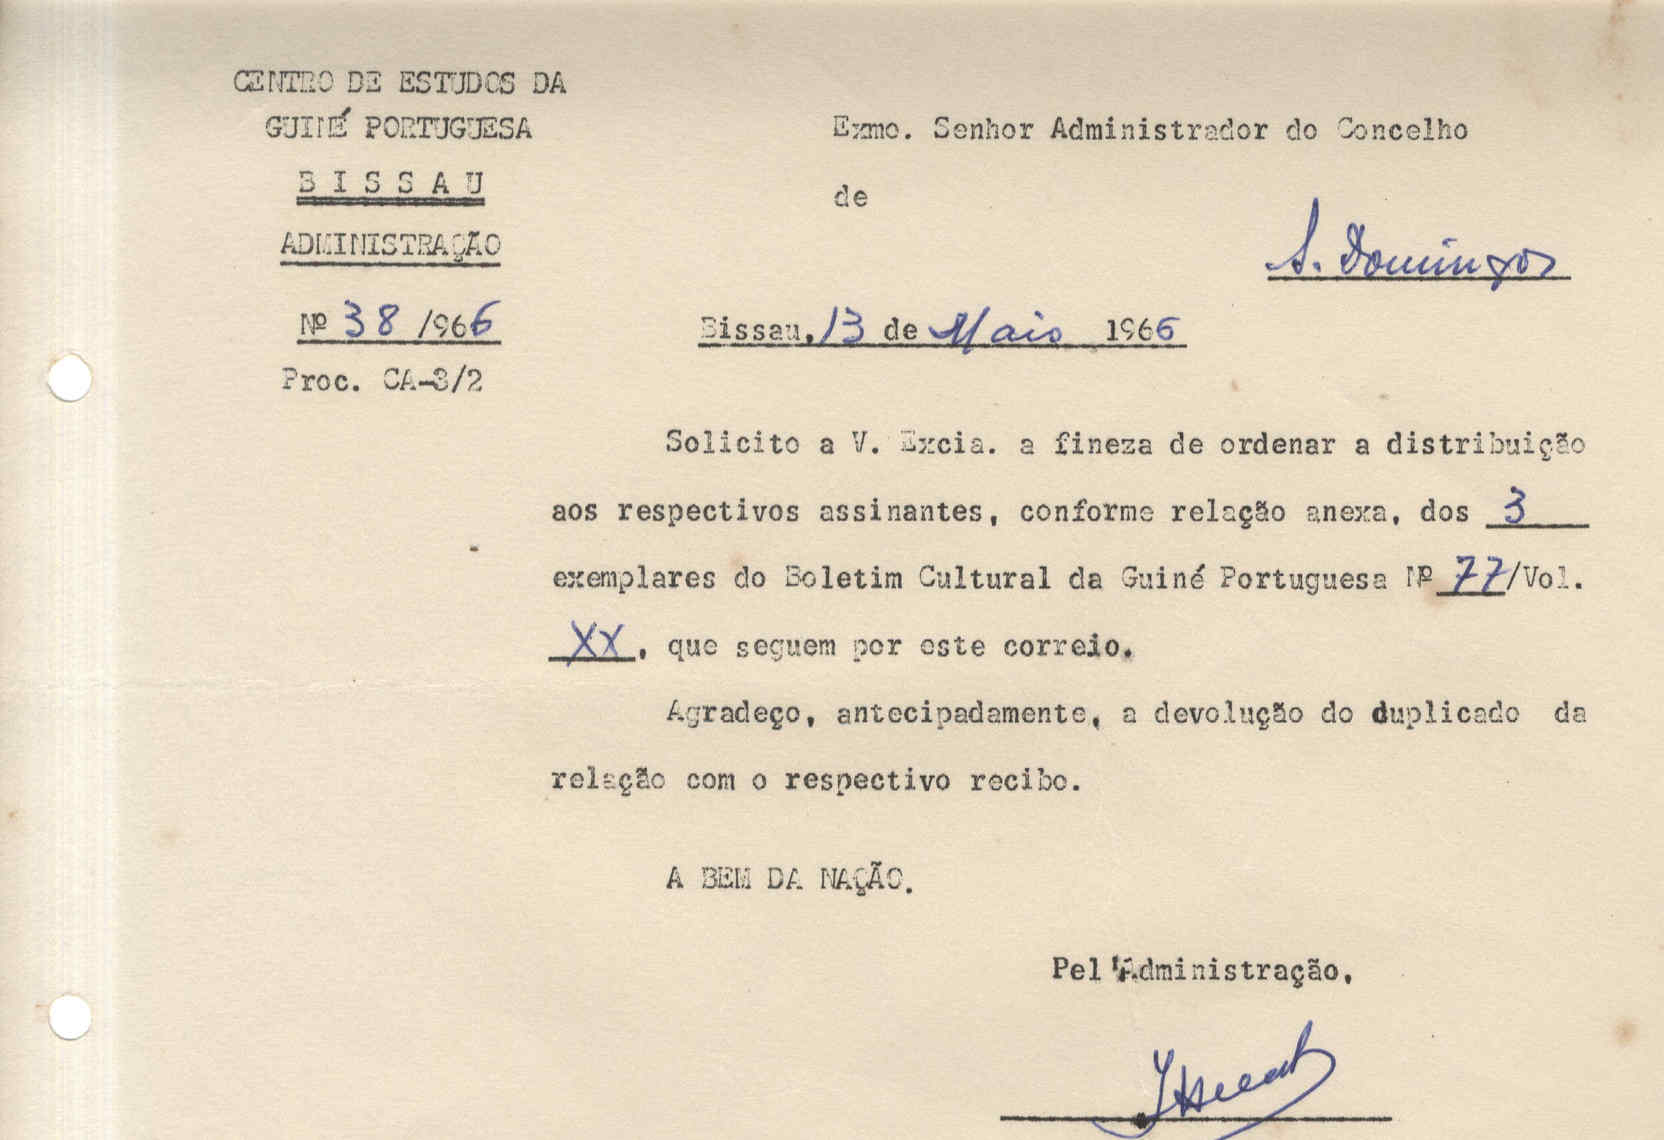 CENTRO DE ESTUDOS DA
GUINÉ PORTUGUESA
BISSAU
ADMINISTRAÇÃO
Nº 38 /966
Proc. CA-3/2
Exmo. Senhor Administrador do Concelho
de
S. Domingos
Bissau, 13 de Maio 1966
Solicito a V. Excia. a fineza de ordenar a distribuição
aos respectivos assinantes, conforme relação anexa, dos 3
exemplares do Boletim Cultural da Guiné Portuguesa Nº 77/Vol.
XX, que seguem por este correio.
Agradeço, antecipadamente, a devolução do duplicado da
relação com o respectivo recibo.
A BEM DA NAÇÃO.
Pel'Administração,